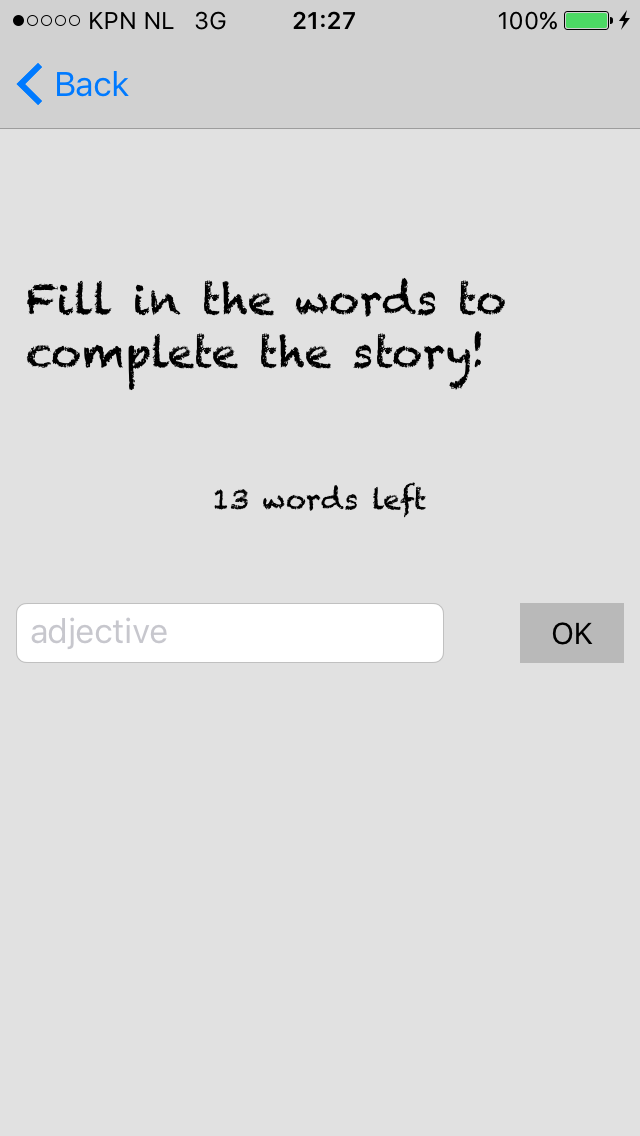 KPN NL 3G 21:27 100%
Back
Fill in the words to
complete the story!
13 words left
adjective OK